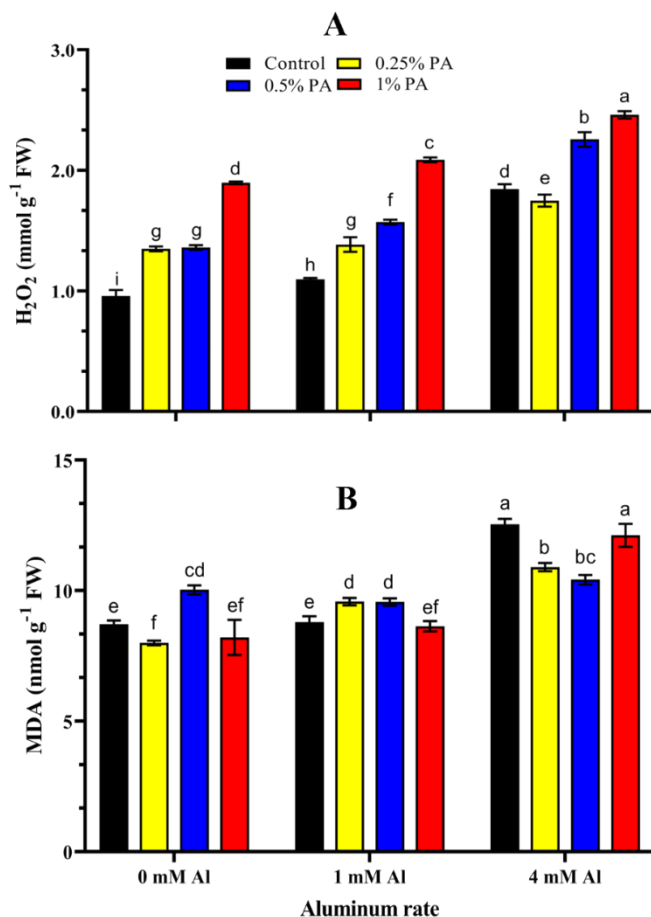 A
Control 0.25% PA
0.5% PA 1% PA
H₂O₂ (mmol g⁻¹ FW)
3.0
2.0
1.0
0.0
i g g d
h g f c
d e b a
B
MDA (nmol g⁻¹ FW)
15
10
5
0
e f cd ef
e d d ef
a b bc a
0 mM Al 1 mM Al 4 mM Al
Aluminum rate